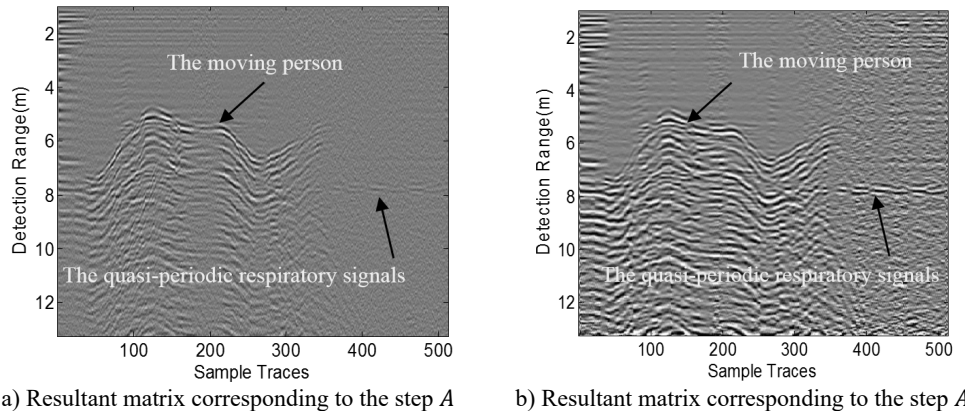 2
4
6
8
10
12
Detection Range(m)
The moving person
The quasi-periodic respiratory signals
100 200 300 400 500
Sample Traces
a) Resultant matrix corresponding to the step A
2
4
6
8
10
12
Detection Range(m)
The moving person
The quasi-periodic respiratory signals
100 200 300 400 500
Sample Traces
b) Resultant matrix corresponding to the step A